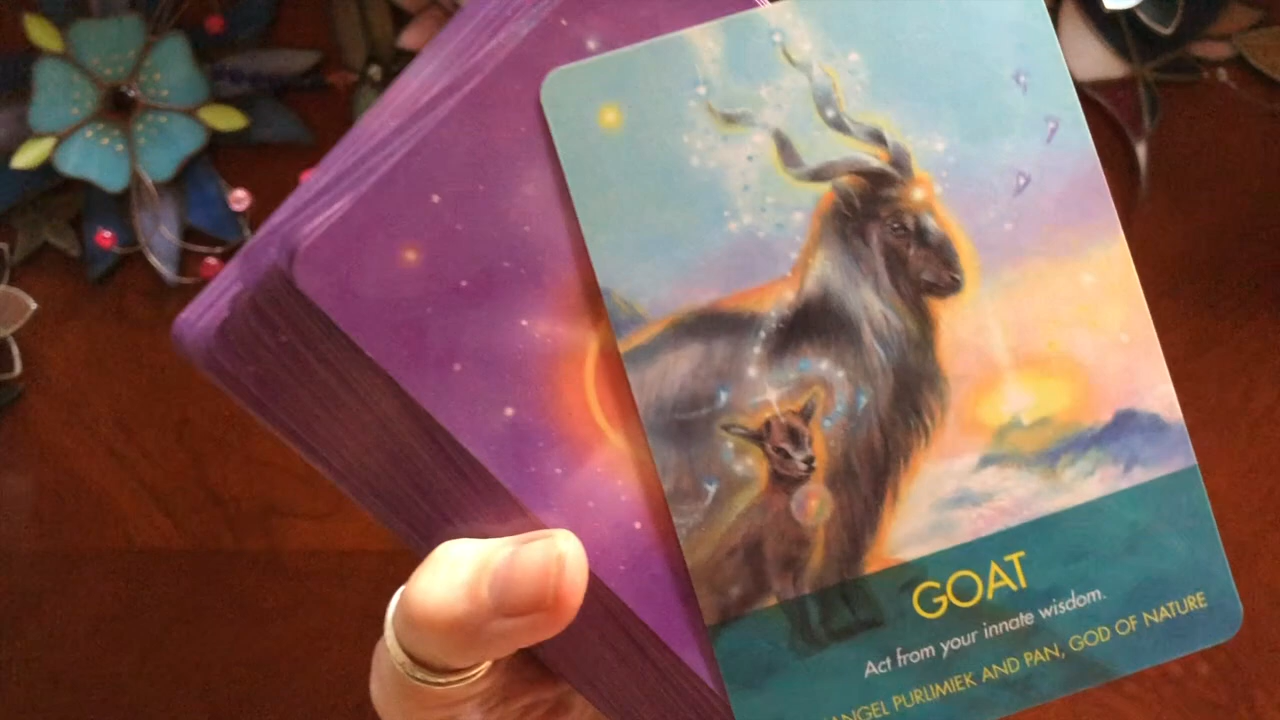 GOAT
Act from your innate wisdom.
ANGEL PURLIMIEK AND PAN, GOD OF NATURE